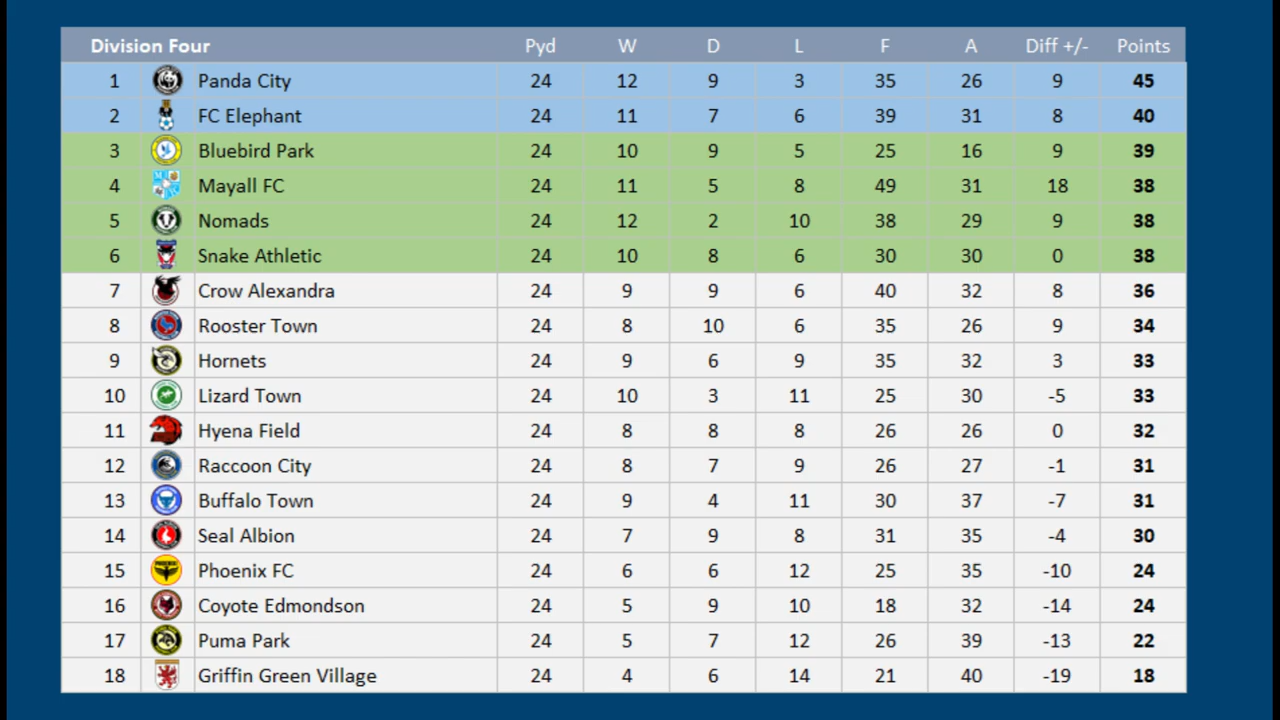 Division Four Pyd W D L F A Diff +/- Points
1 Panda City 24 12 9 3 35 26 9 45
2 FC Elephant 24 11 7 6 39 31 8 40
3 Bluebird Park 24 10 9 5 25 16 9 39
4 Mayall FC 24 11 5 8 49 31 18 38
5 Nomads 24 12 2 10 38 29 9 38
6 Snake Athletic 24 10 8 6 30 30 0 38
7 Crow Alexandra 24 9 9 6 40 32 8 36
8 Rooster Town 24 8 10 6 35 26 9 34
9 Hornets 24 9 6 9 35 32 3 33
10 Lizard Town 24 10 3 11 25 30 -5 33
11 Hyena Field 24 8 8 8 26 26 0 32
12 Raccoon City 24 8 7 9 26 27 -1 31
13 Buffalo Town 24 9 4 11 30 37 -7 31
14 Seal Albion 24 7 9 8 31 35 -4 30
15 Phoenix FC 24 6 6 12 25 35 -10 24
16 Coyote Edmondson 24 5 9 10 18 32 -14 24
17 Puma Park 24 5 7 12 26 39 -13 22
18 Griffin Green Village 24 4 6 14 21 40 -19 18